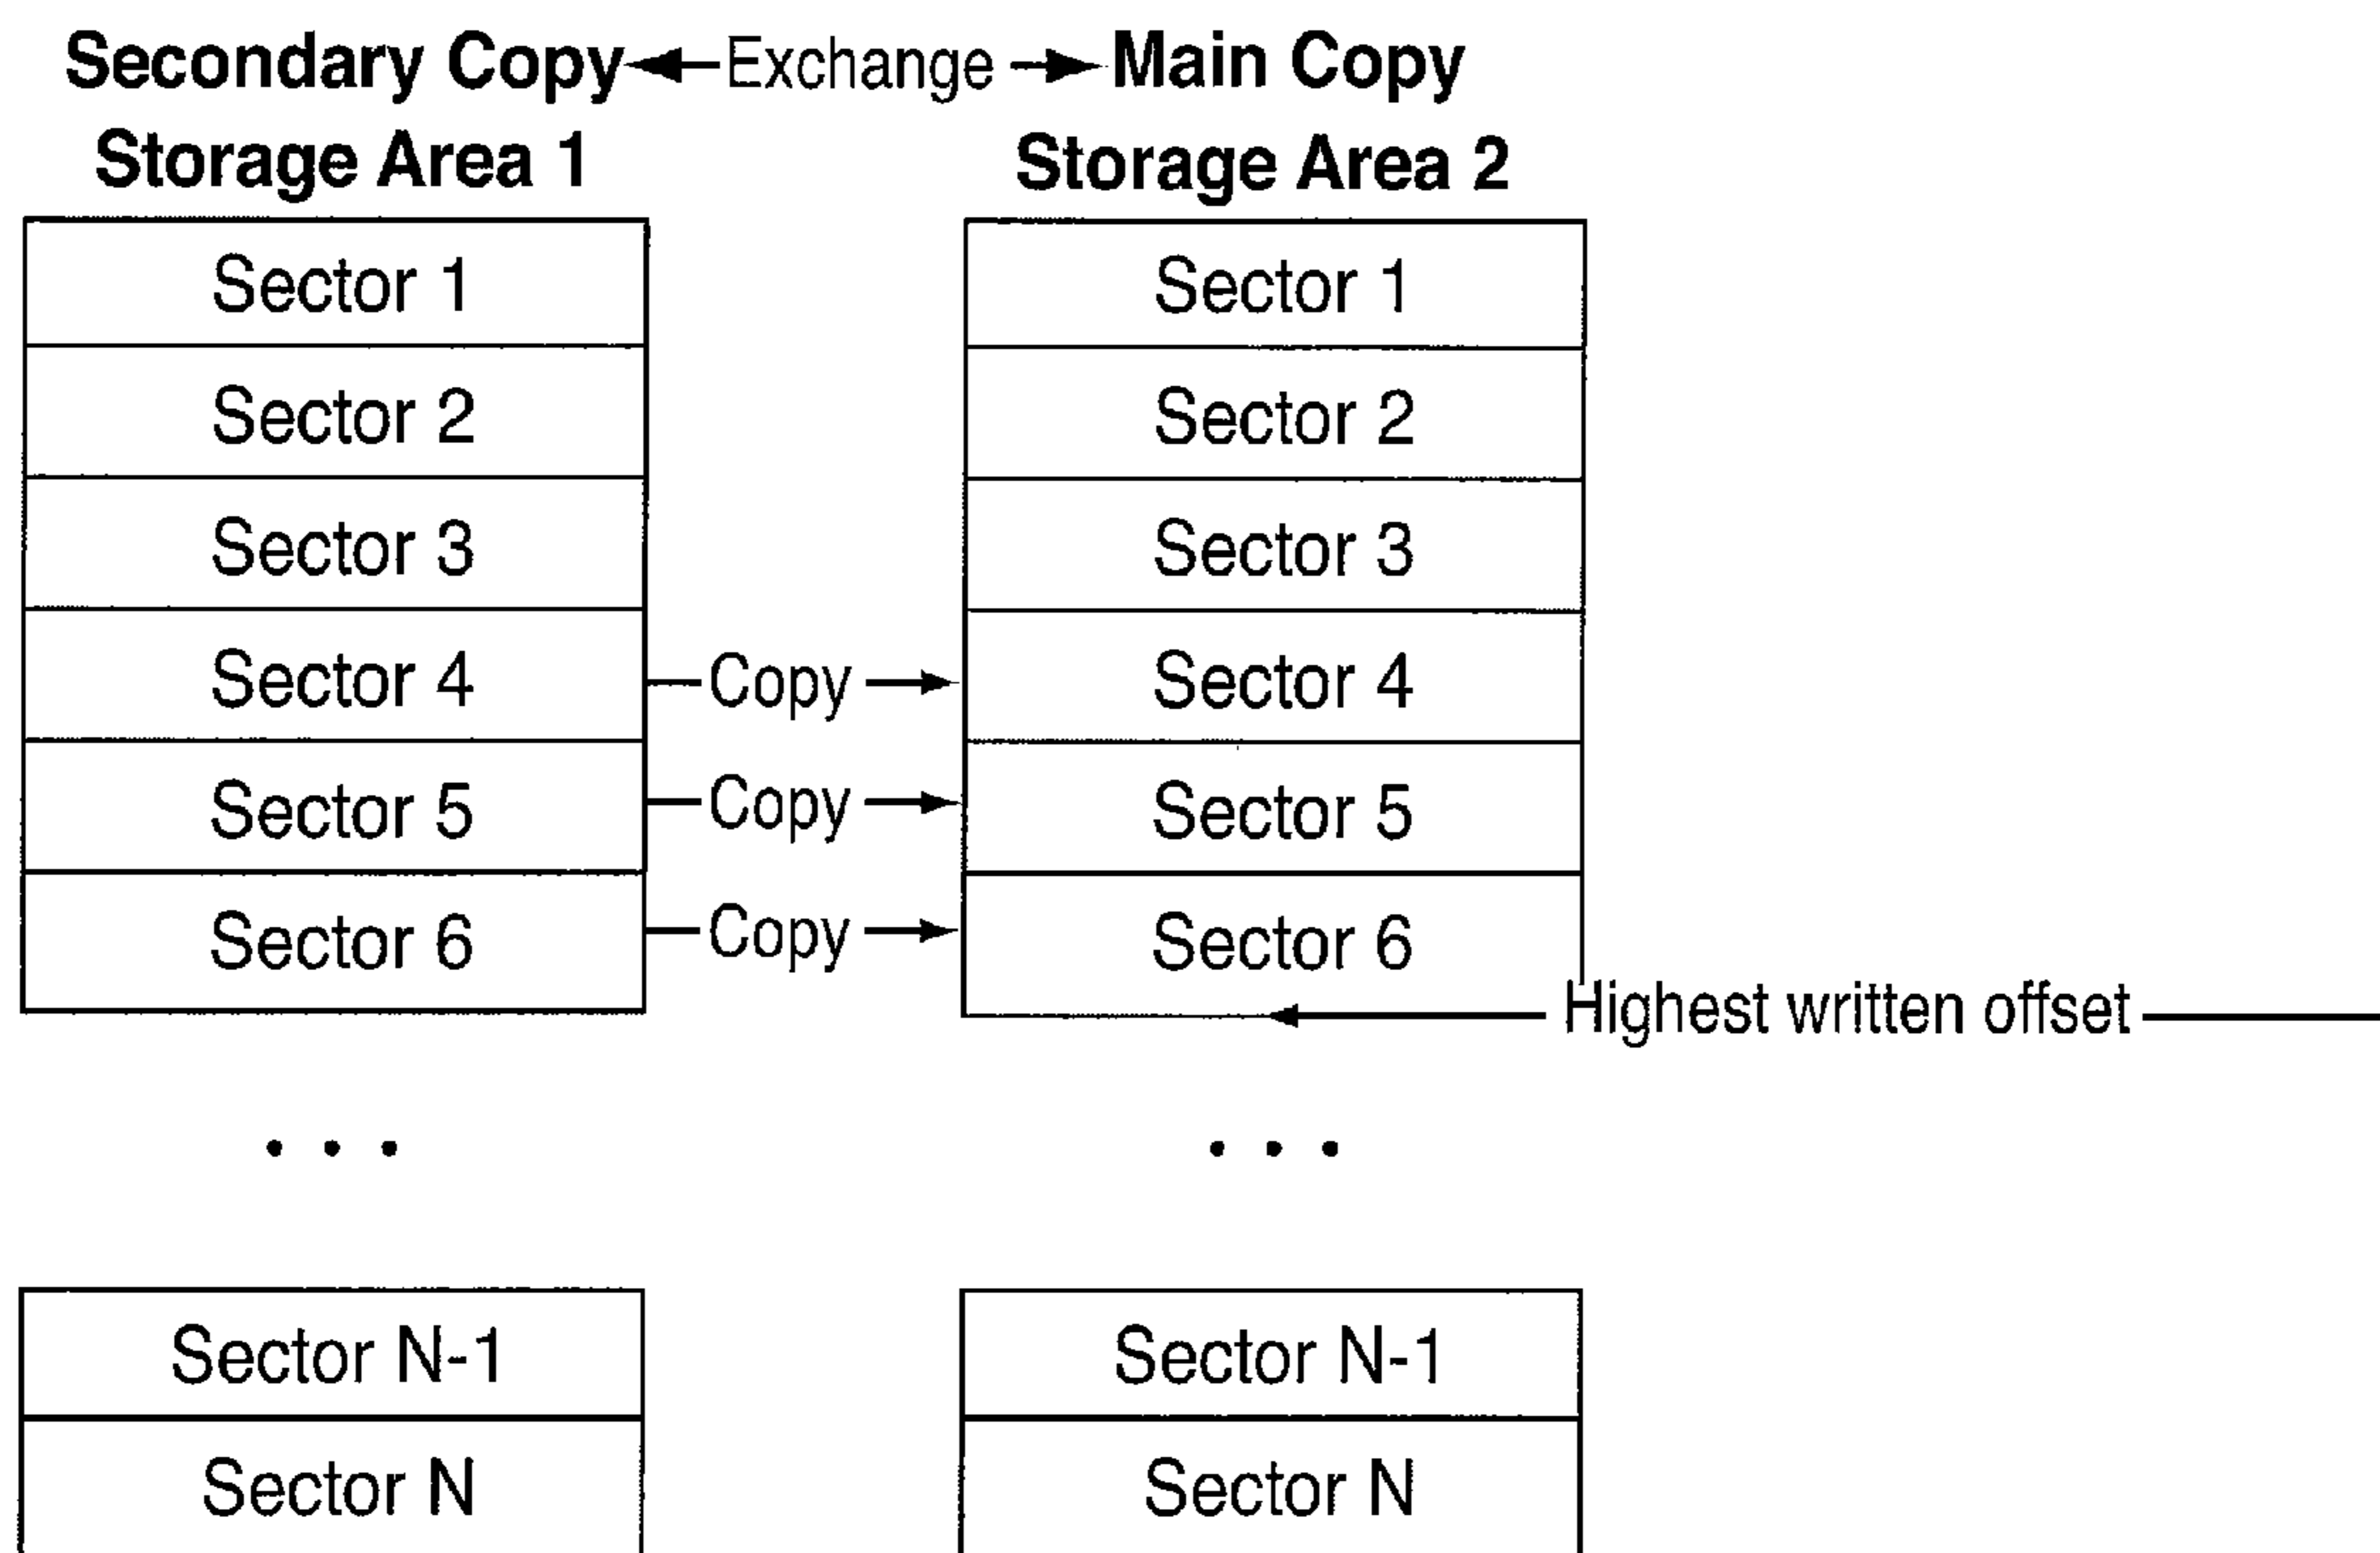 Secondary Copy Exchange Main Copy
Storage Area 1 Storage Area 2
Sector 1 Sector 1
Sector 2 Sector 2
Sector 3 Sector 3
Sector 4 Copy Sector 4
Sector 5 Copy Sector 5
Sector 6 Copy Sector 6
Highest written offset
. . . . . .
Sector N-1 Sector N-1
Sector N Sector N